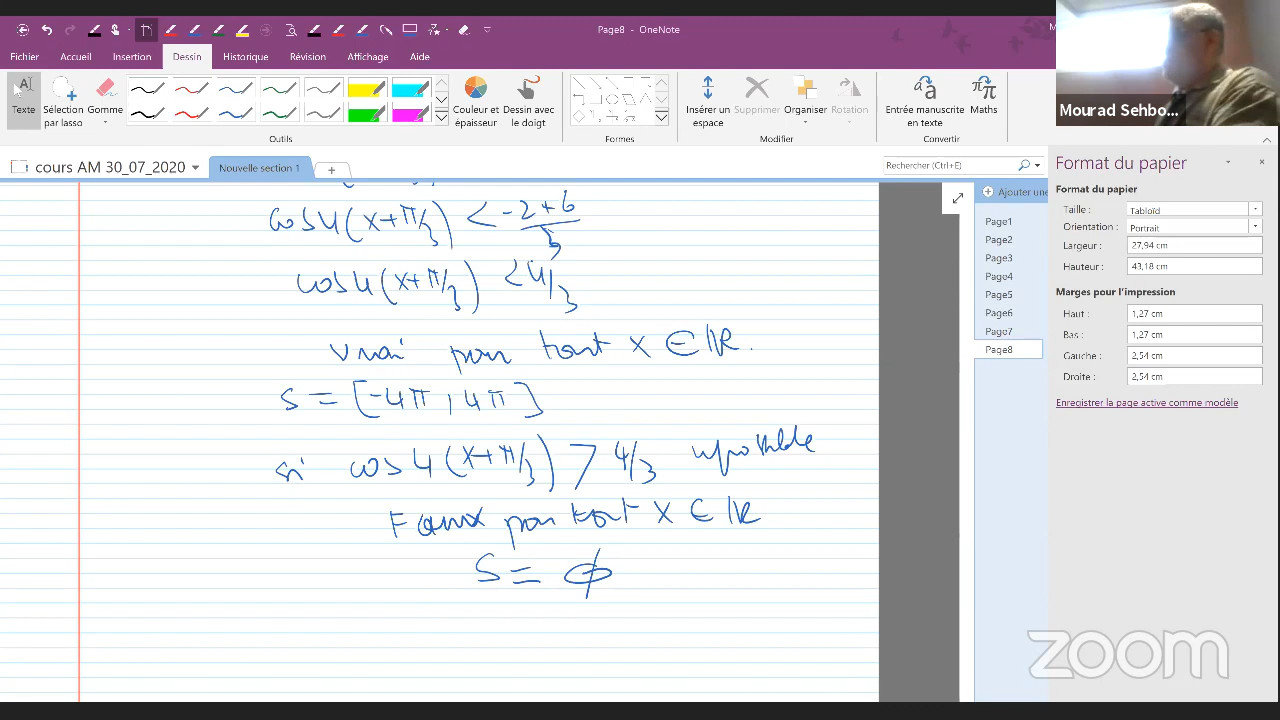 Page8 - OneNote
Fichier Accueil Insertion Dessin Historique Révision Affichage Aide
Texte Sélection par lasso Gomme Couleur et épaisseur Dessin avec le doigt Insérer un espace Supprimer Organiser Rotation Entrée manuscrite en texte Maths
Outils Formes Modifier Convertir
Mourad Sehbo...
cours AM 30_07_2020 Nouvelle section 1 + Rechercher (Ctrl+E)
Format du papier
Ajouter une
Page1
Page2
Page3
Page4
Page5
Page6
Page7
Page8
Format du papier
Taille : Tabloïd
Orientation : Portrait
Largeur : 27,94 cm
Hauteur : 43,18 cm
Marges pour l'impression
Haut : 1,27 cm
Bas : 1,27 cm
Gauche : 2,54 cm
Droite : 2,54 cm
Enregistrer la page active comme modèle
cos 4(x+π/3) < -2+6/3
cos 4(x+π/3) < 4/3
vrai pour tout x ∈ ℝ.
S = [-4π, 4π]
si cos 4(x+π/3) > 4/3
Faux pour tout x ∈ ℝ
S = ϕ
zoom